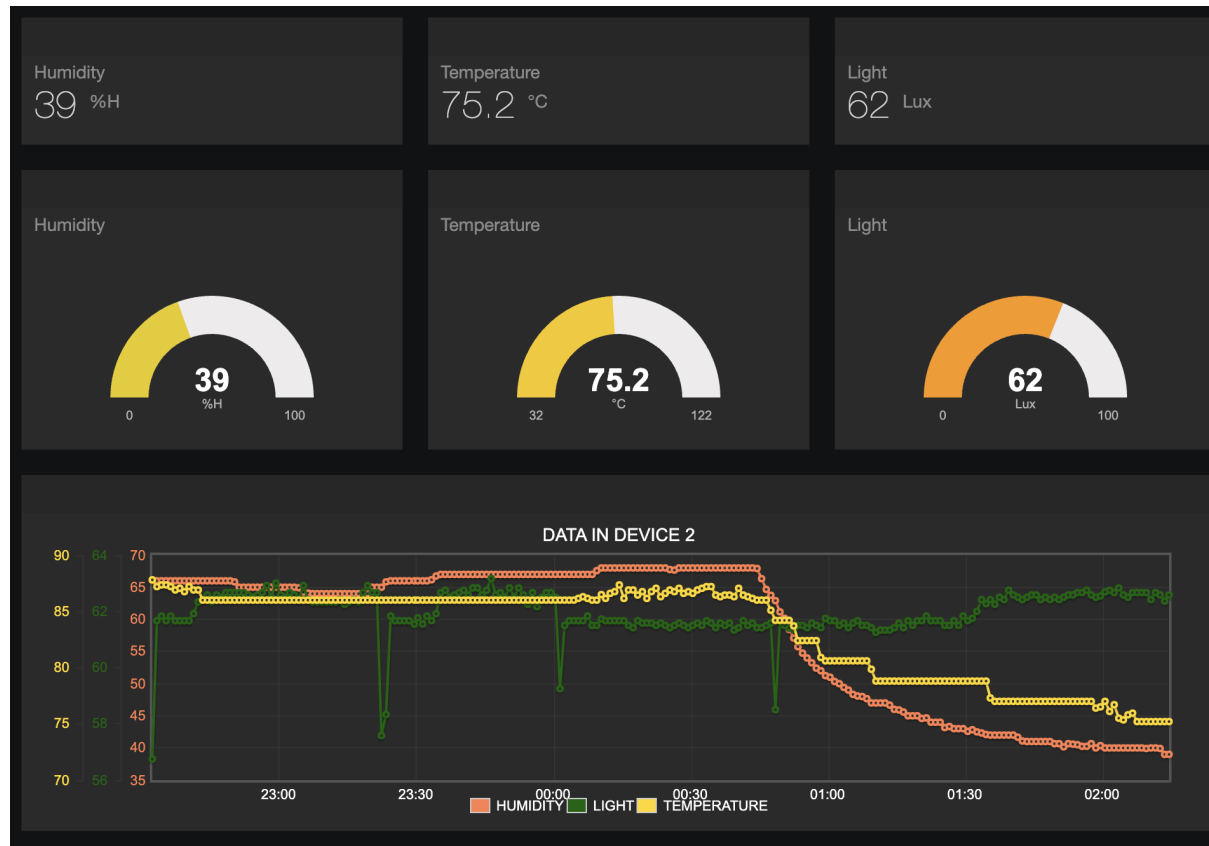 Humidity
39 %H
Temperature
75.2 °C
Light
62 Lux
Humidity
39
%H
0 100
Temperature
75.2
°C
32 122
Light
62
Lux
0 100
DATA IN DEVICE 2
90 64 70
65
85 62 60
55
80 60 50
45
75 58 40
70 56 35
23:00 23:30 00:00 00:30 01:00 01:30 02:00
HUMIDITY LIGHT TEMPERATURE